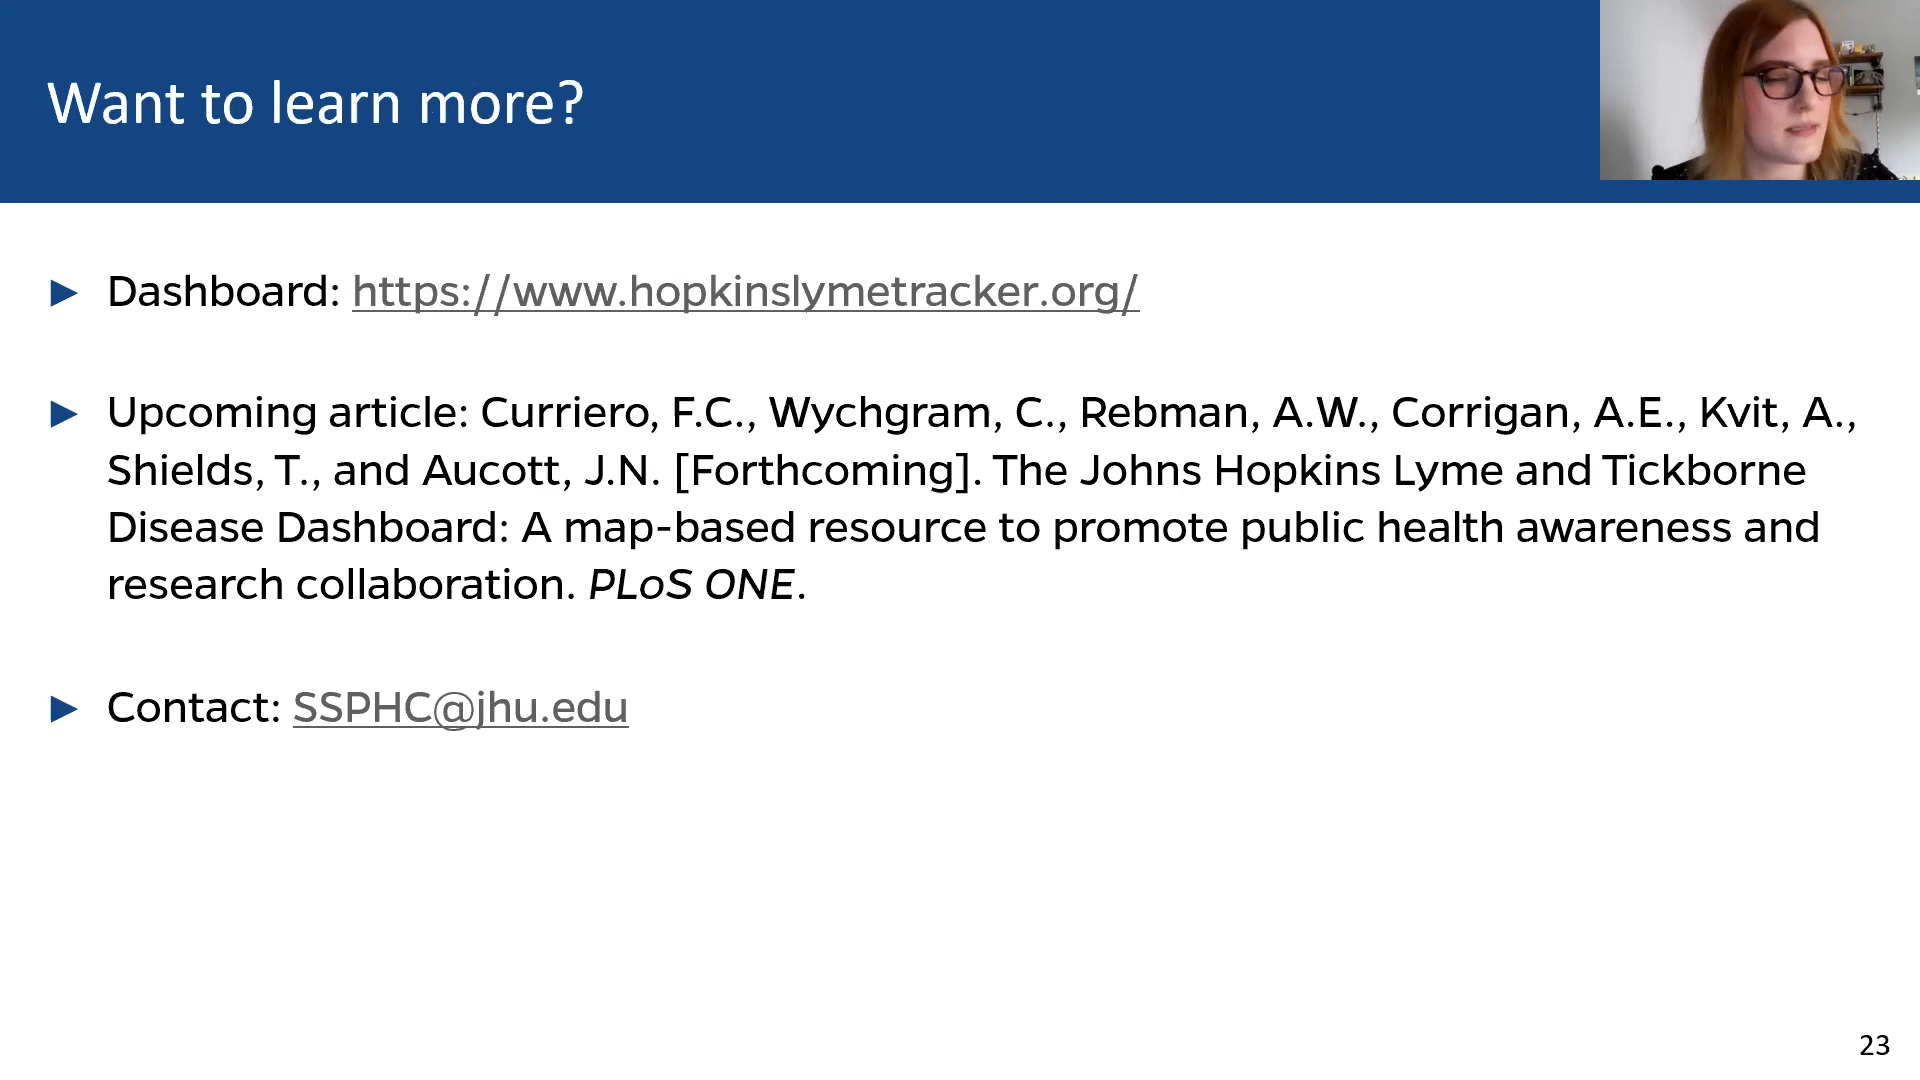 Want to learn more?
► Dashboard: https://www.hopkinslymetracker.org/
► Upcoming article: Curriero, F.C., Wychgram, C., Rebman, A.W., Corrigan, A.E., Kvit, A.,
Shields, T., and Aucott, J.N. [Forthcoming]. The Johns Hopkins Lyme and Tickborne
Disease Dashboard: A map-based resource to promote public health awareness and
research collaboration. PLoS ONE.
► Contact: SSPHC@jhu.edu
23